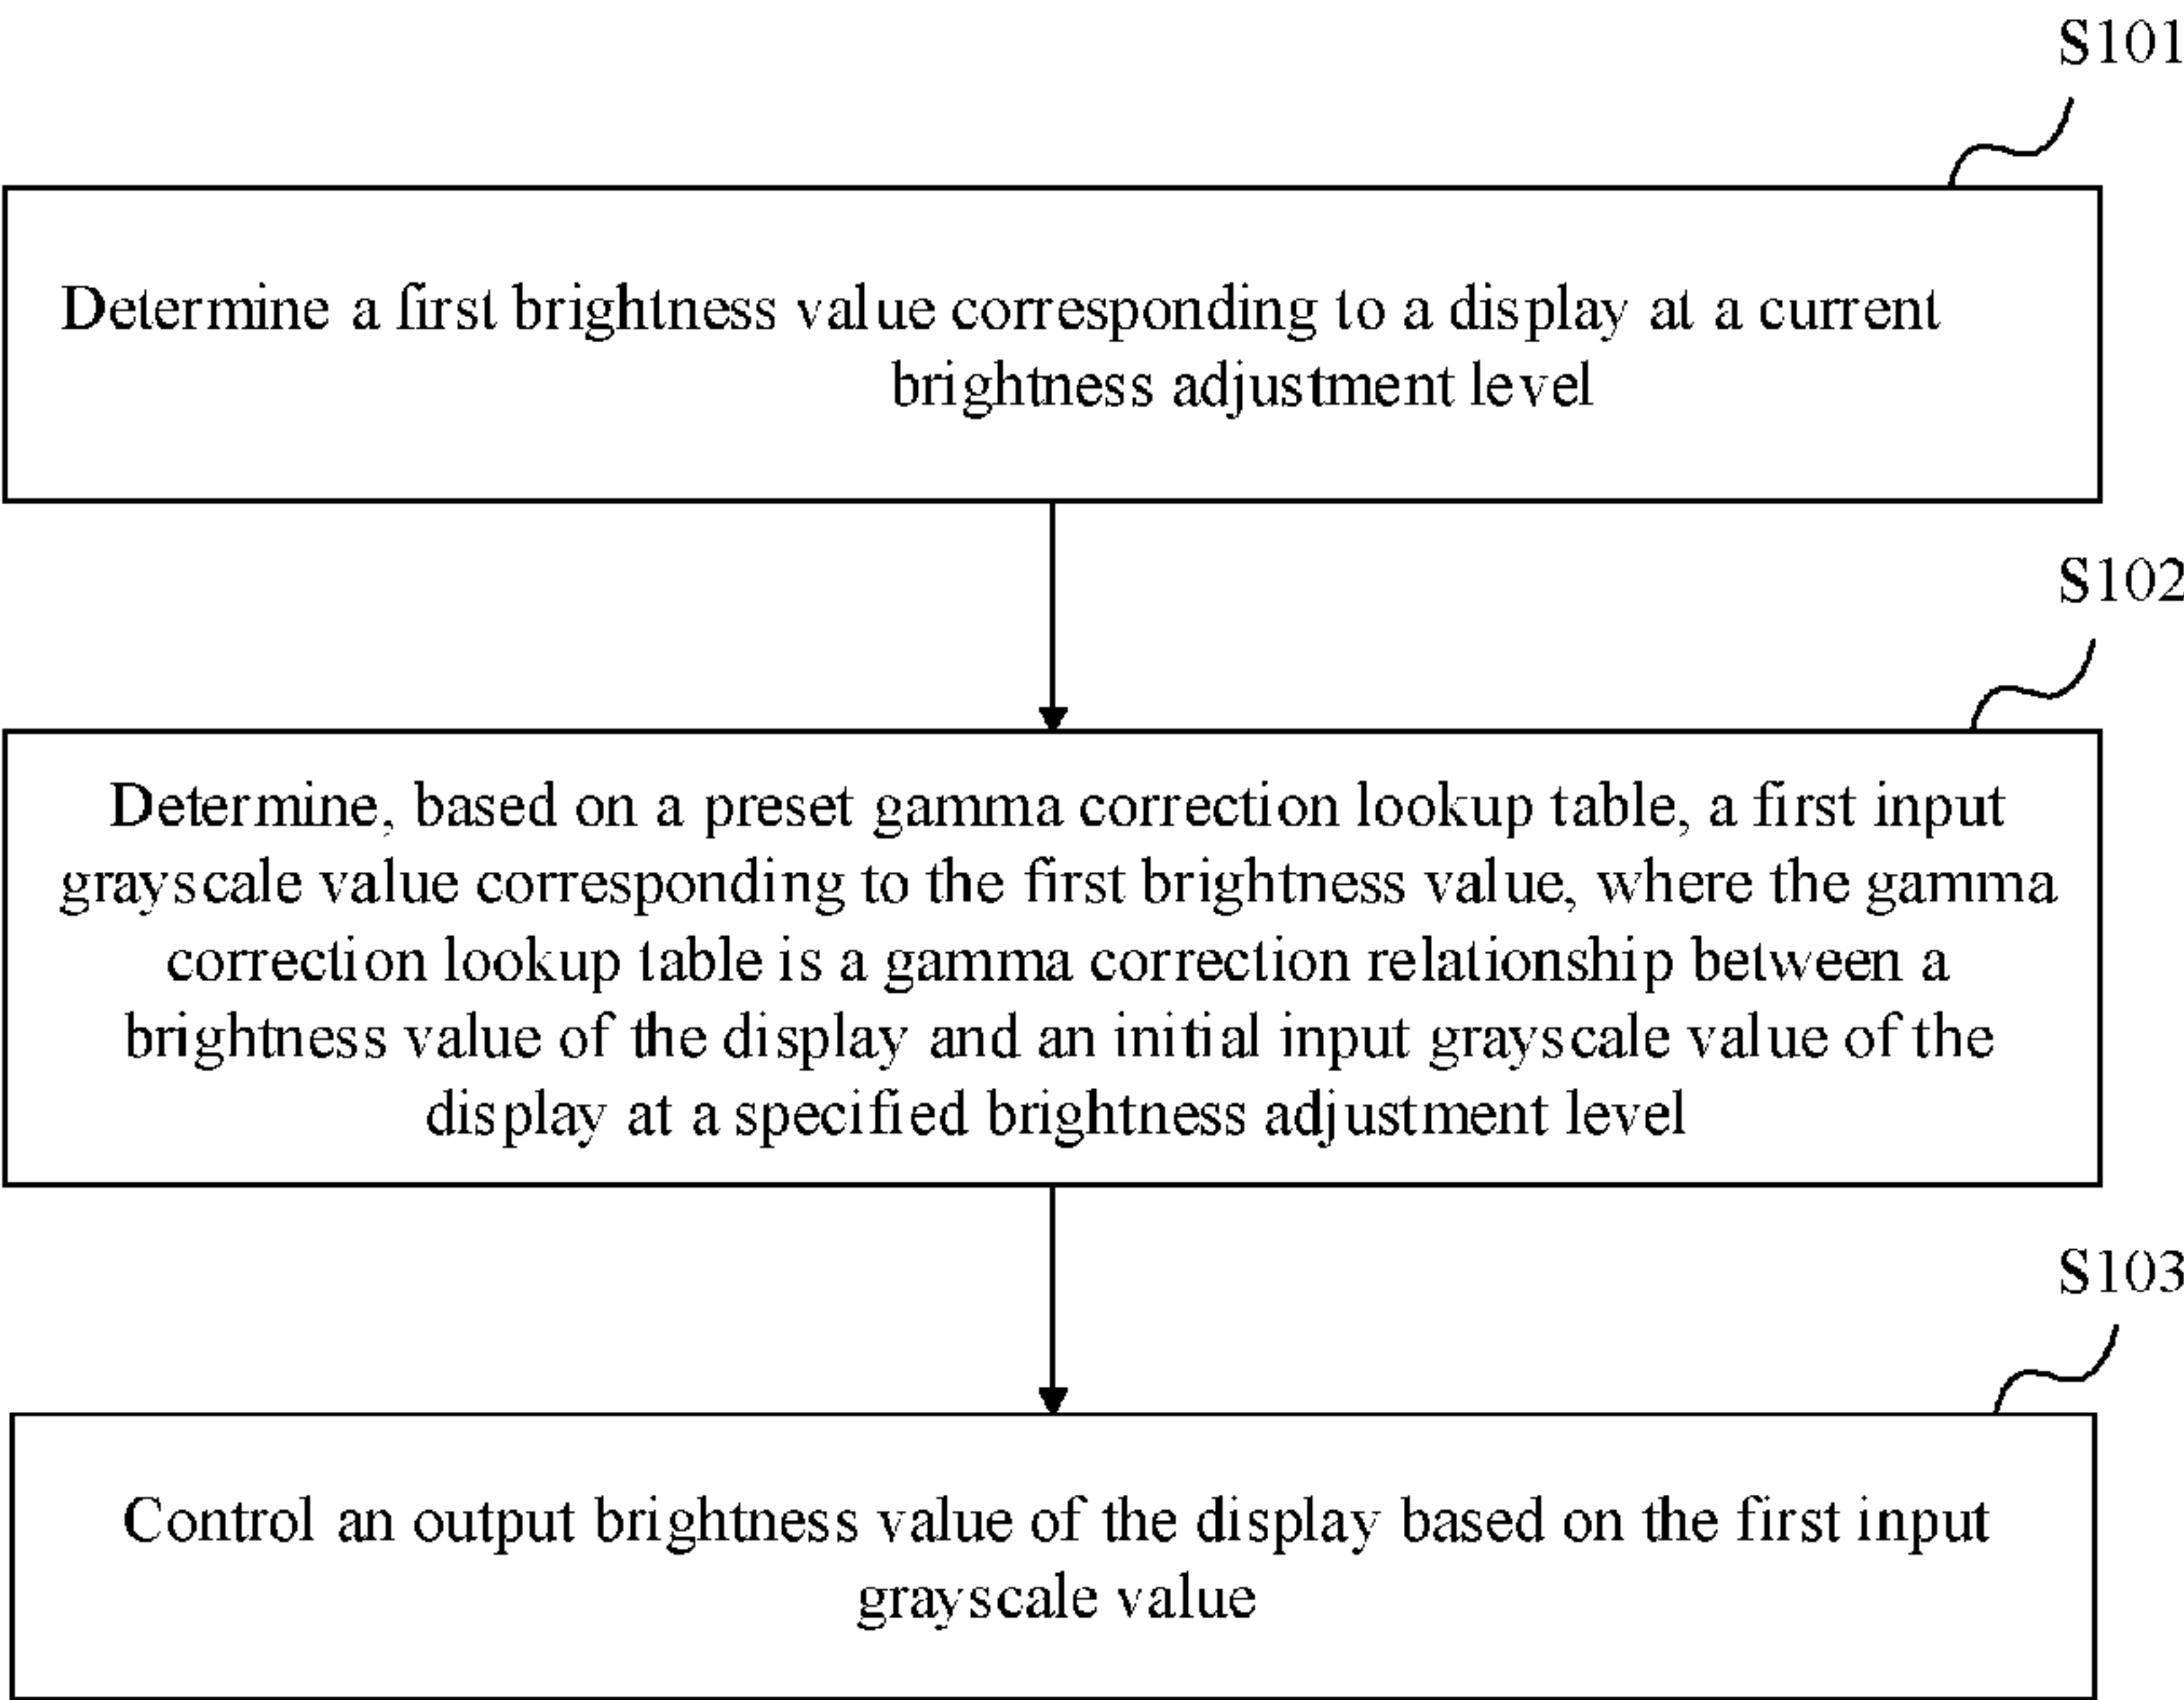 S101
Determine a first brightness value corresponding to a display at a current
brightness adjustment level
S102
Determine, based on a preset gamma correction lookup table, a first input
grayscale value corresponding to the first brightness value, where the gamma
correction lookup table is a gamma correction relationship between a
brightness value of the display and an initial input grayscale value of the
display at a specified brightness adjustment level
S103
Control an output brightness value of the display based on the first input
grayscale value